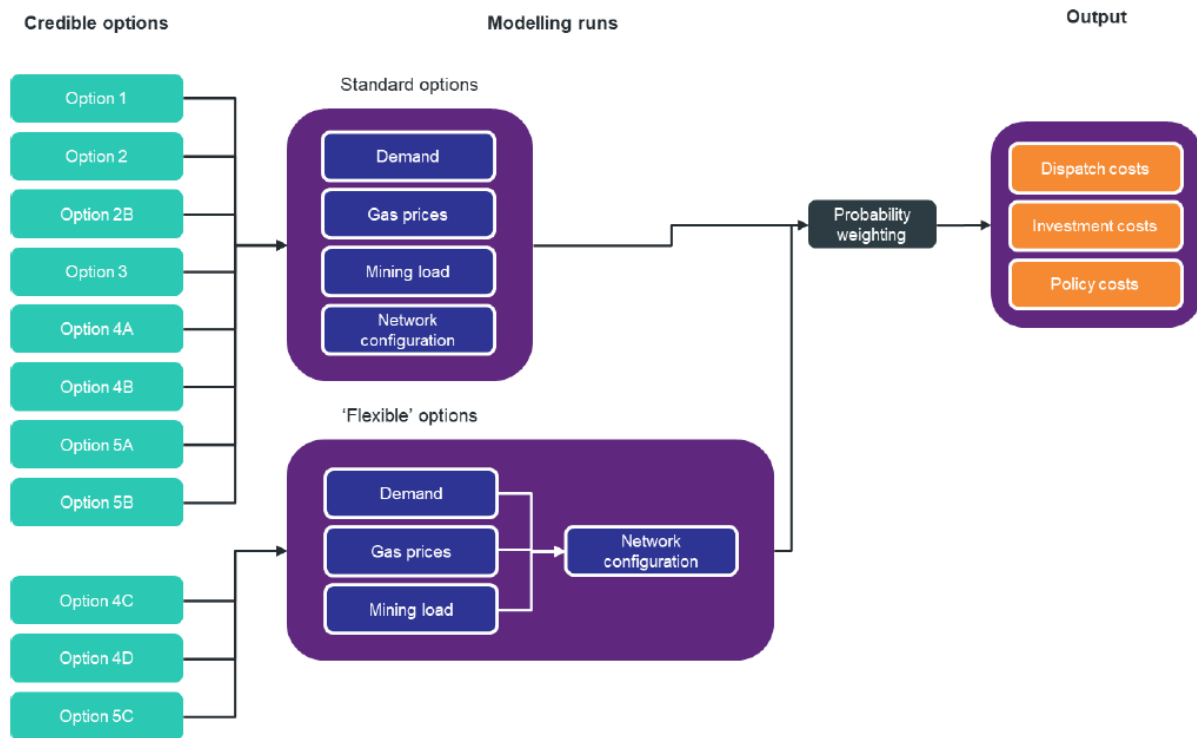 Credible options
Modelling runs
Output
Option 1
Option 2
Option 2B
Option 3
Option 4A
Option 4B
Option 5A
Option 5B
Option 4C
Option 4D
Option 5C
Standard options
Demand
Gas prices
Mining load
Network
configuration
'Flexible' options
Demand
Gas prices
Mining load
Network
configuration
Probability
weighting
Dispatch costs
Investment costs
Policy costs